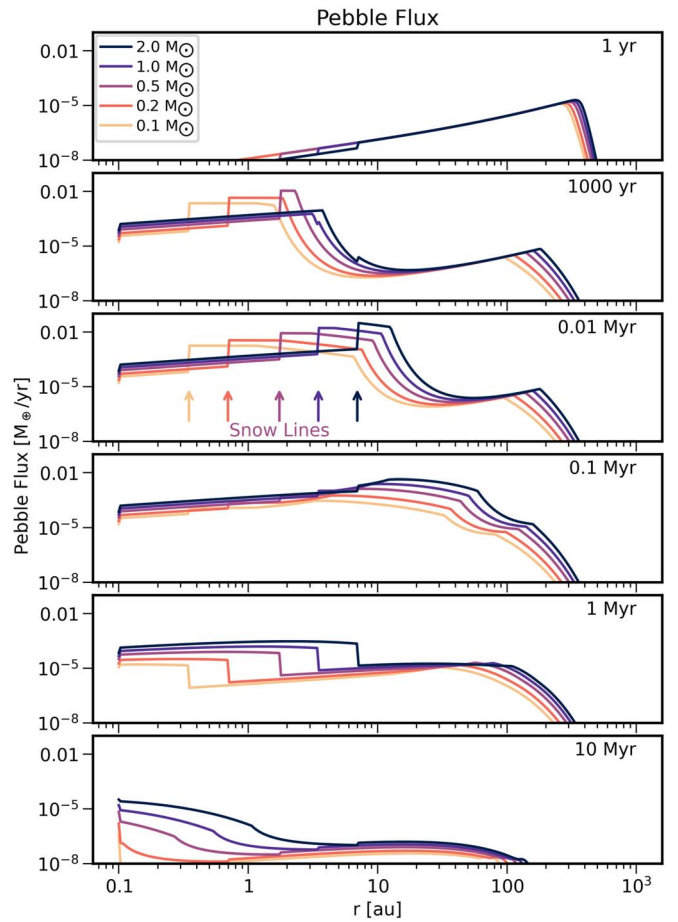 Pebble Flux
0.01
10⁻⁵
10⁻⁸
2.0 M⊙
1.0 M⊙
0.5 M⊙
0.2 M⊙
0.1 M⊙
1 yr
0.01
10⁻⁵
10⁻⁸
1000 yr
0.01
10⁻⁵
10⁻⁸
0.01 Myr
Snow Lines
Pebble Flux [M⊕/yr]
0.01
10⁻⁵
10⁻⁸
0.1 Myr
0.01
10⁻⁵
10⁻⁸
1 Myr
0.01
10⁻⁵
10⁻⁸
10 Myr
0.1 1 10 100 10³
r [au]